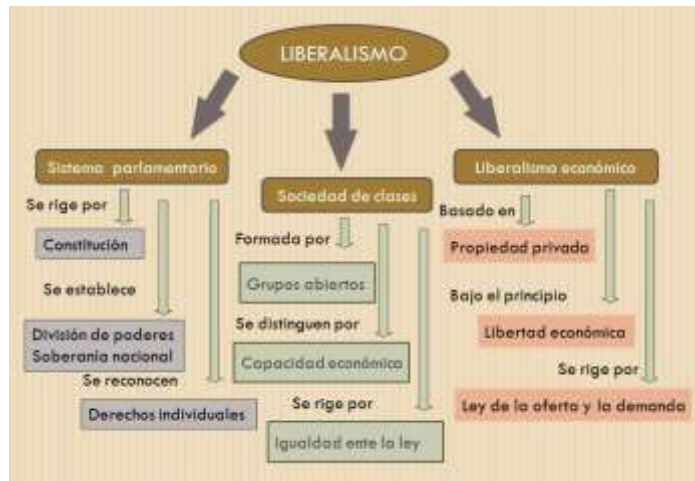 LIBERALISMO
Sistema parlamentario
Se rige por
Constitución
Se establece
División de poderes
Soberanía nacional
Se reconocen
Derechos individuales
Sociedad de clases
Formada por
Grupos abiertos
Se distinguen por
Capacidad económica
Se rige por
Igualdad ente la ley
Liberalismo económico
Basado en
Propiedad privada
Bajo el principio
Libertad económica
Se rige por
Ley de la oferta y la demanda